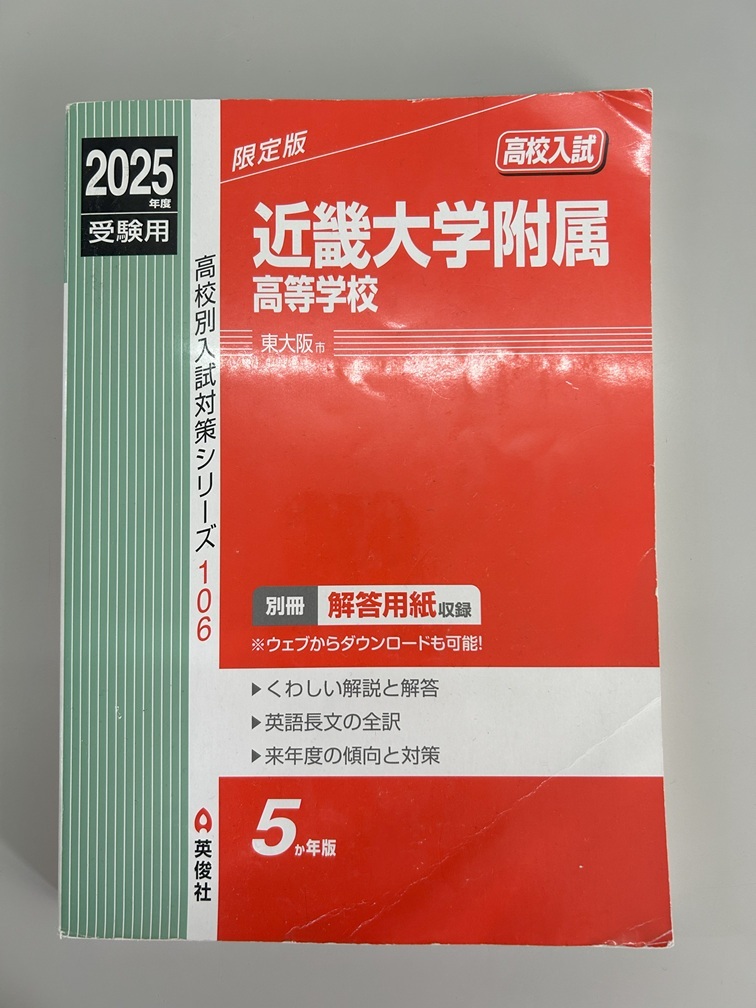 2025
年度
受験用
高校別入試対策シリーズ106
英俊社
限定版
高校入試
近畿大学附属
高等学校
東大阪市
別冊 解答用紙収録
※ウェブからダウンロードも可能!
▶くわしい解説と解答
▶英語長文の全訳
▶来年度の傾向と対策
5か年版